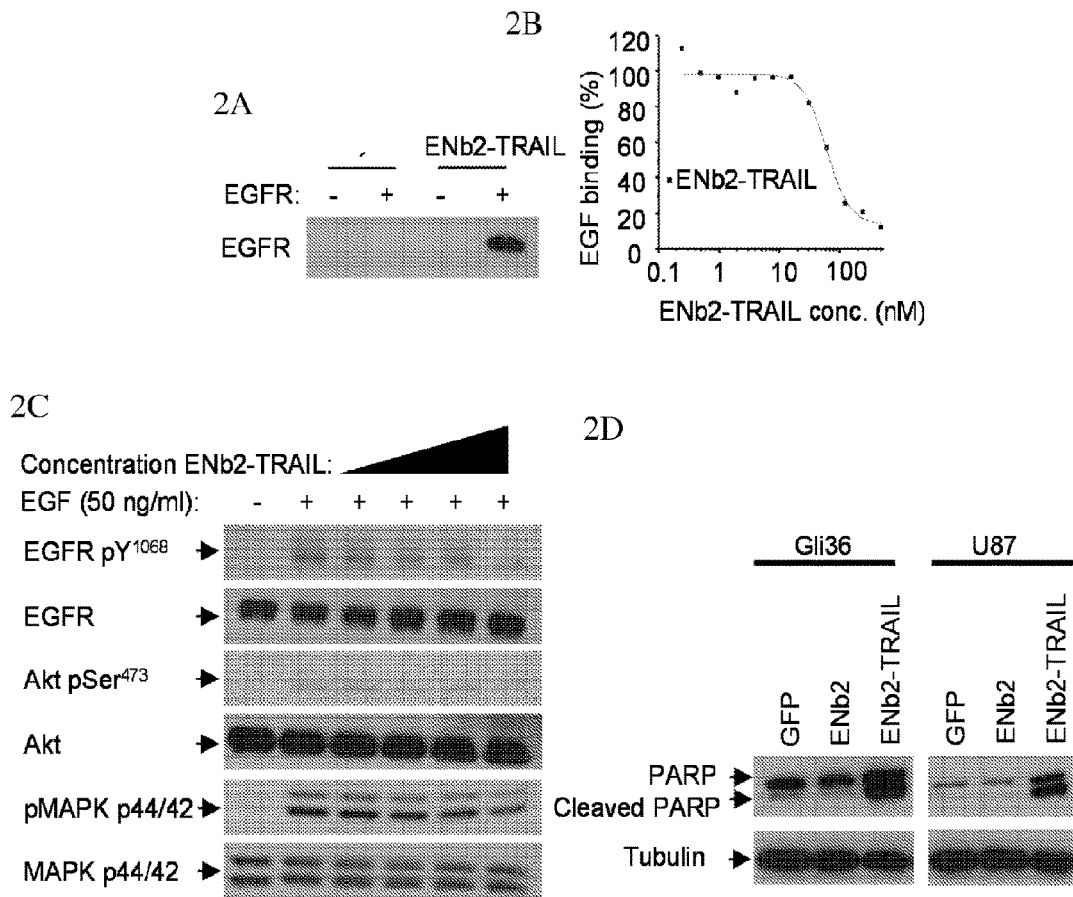 2A
ENb2-TRAIL
EGFR: - + - +
EGFR
2B
EGF binding (%)
120
100
80
60
40
20
0
ENb2-TRAIL
0.1 1 10 100
ENb2-TRAIL conc. (nM)
2C
Concentration ENb2-TRAIL:
EGF (50 ng/ml): - + + + + +
EGFR pY1068
EGFR
Akt pSer473
Akt
pMAPK p44/42
MAPK p44/42
2D
Gli36 U87
GFP ENb2 ENb2-TRAIL GFP ENb2 ENb2-TRAIL
PARP
Cleaved PARP
Tubulin